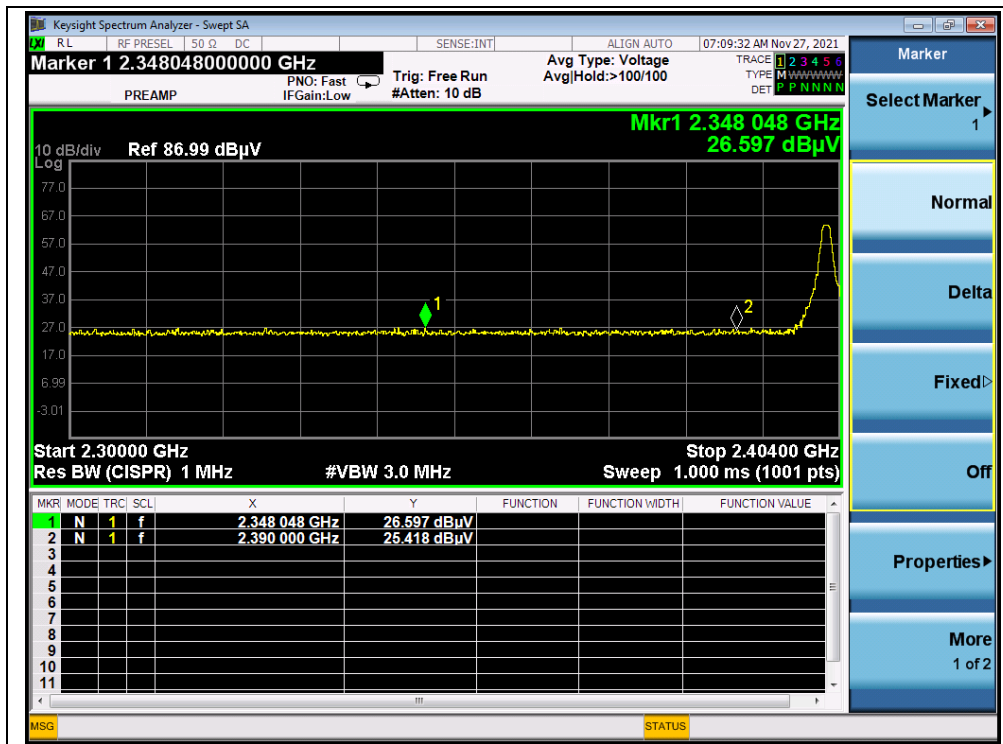 Keysight Spectrum Analyzer - Swept SA
LXI RL RF PRESEL 50 Ω DC SENSE:INT ALIGN AUTO 07:09:32 AM Nov 27, 2021
Marker 1 2.348048000000 GHz
PREAMP
PNO: Fast
IFGain:Low
Trig: Free Run
#Atten: 10 dB
Avg Type: Voltage
Avg|Hold:>100/100
TRACE 1 2 3 4 5 6
TYPE M WWWWW
DET P P N N N N
Mkr1 2.348 048 GHz
26.597 dBµV
10 dB/div Ref 86.99 dBµV
Log
77.0
67.0
57.0
47.0
37.0
27.0
17.0
6.99
-3.01
1
2
Start 2.30000 GHz Stop 2.40400 GHz
Res BW (CISPR) 1 MHz #VBW 3.0 MHz Sweep 1.000 ms (1001 pts)
MKR MODE TRC SCL X Y FUNCTION FUNCTION WIDTH FUNCTION VALUE
1 N 1 f 2.348 048 GHz 26.597 dBµV
2 N 1 f 2.390 000 GHz 25.418 dBµV
3
4
5
6
7
8
9
10
11
MSG STATUS
Marker
Select Marker
1
Normal
Delta
Fixed
Off
Properties
More
1 of 2